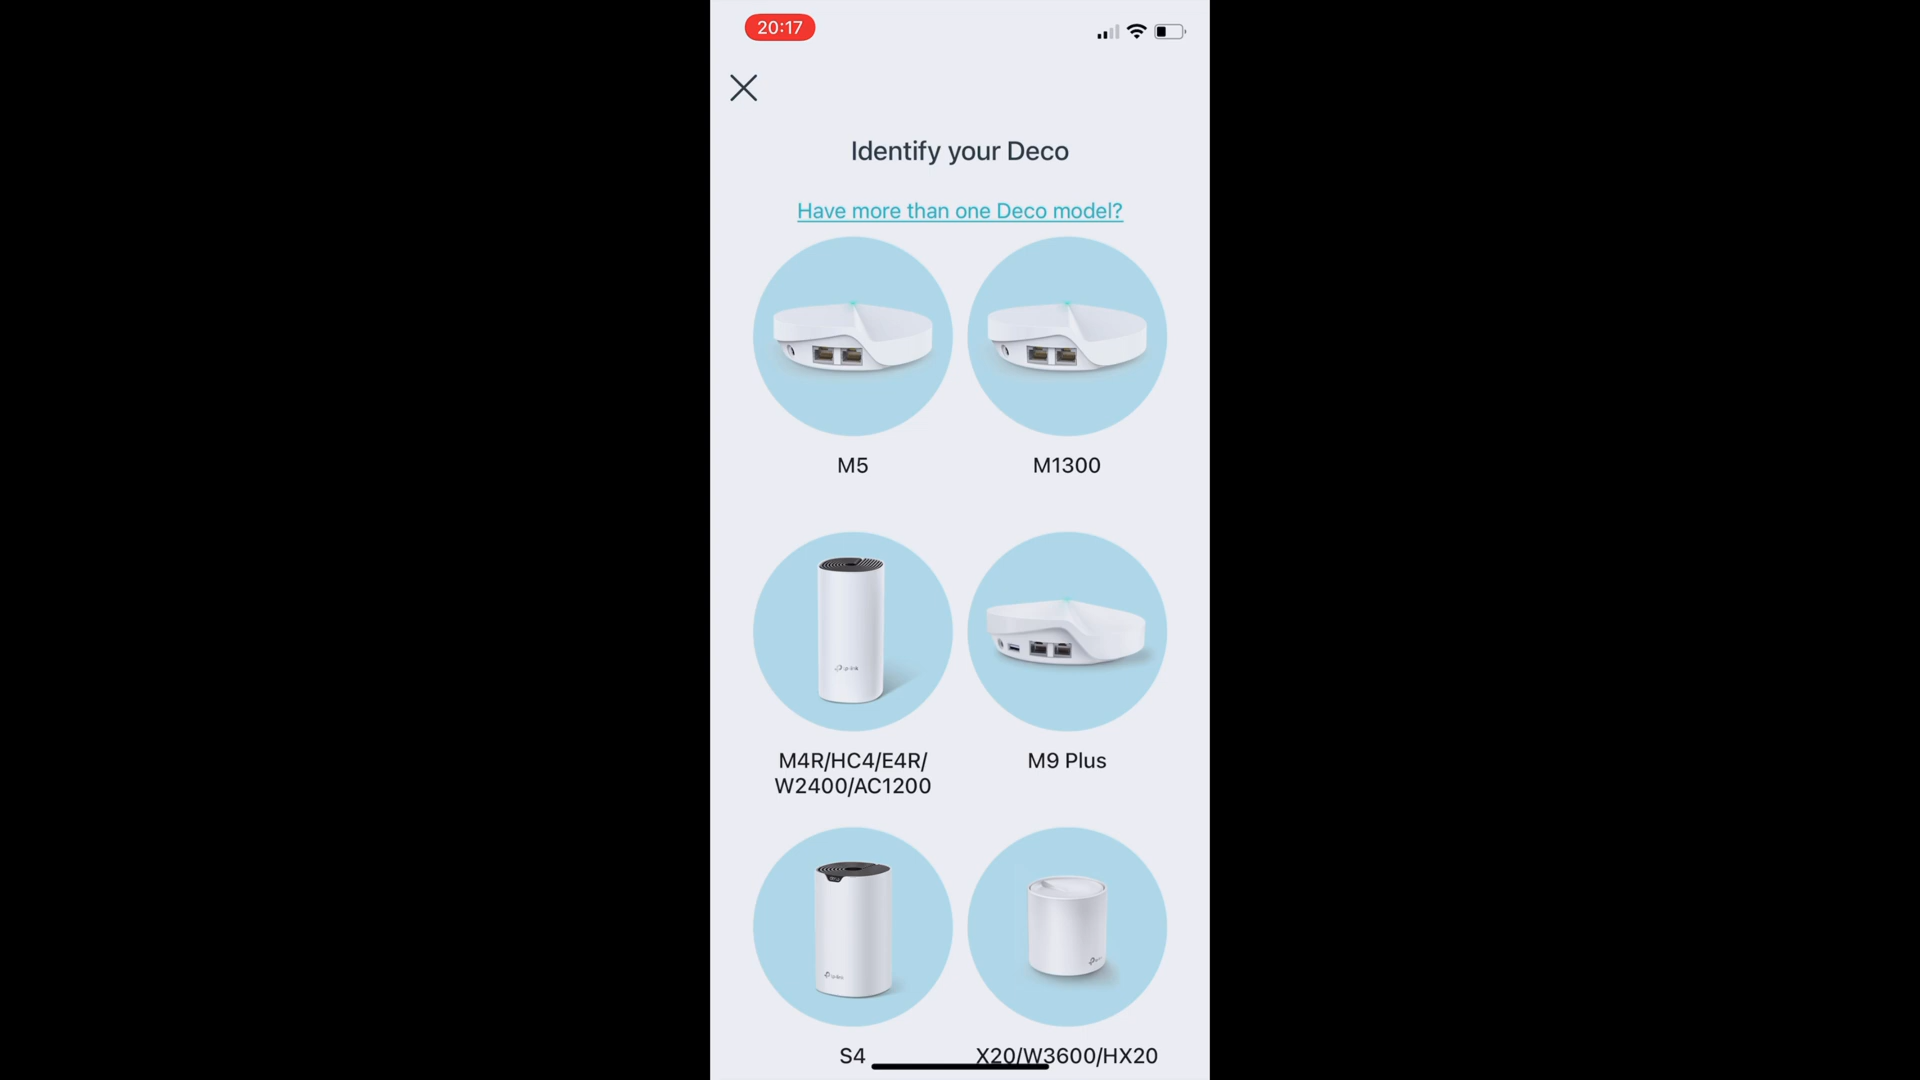 20:17
Identify your Deco
Have more than one Deco model?
M5
M1300
M4R/HC4/E4R/
W2400/AC1200
M9 Plus
S4
X20/W3600/HX20